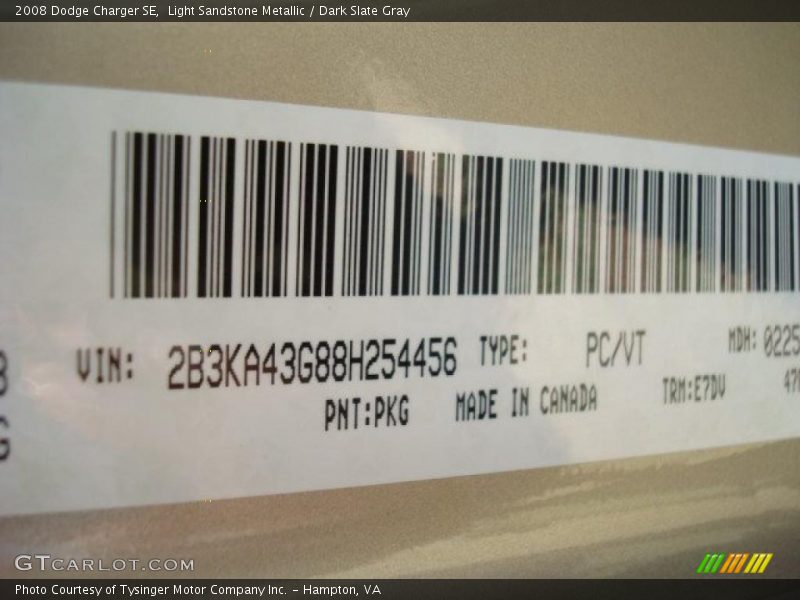 2008 Dodge Charger SE,  Light Sandstone Metallic / Dark Slate Gray
VIN: 2B3KA43G88H254456 TYPE: PC/VT MDH: 0225
PNT:PKG MADE IN CANADA TRM:E7DV
GTCARLOT.COM
Photo Courtesy of Tysinger Motor Company Inc. - Hampton, VA